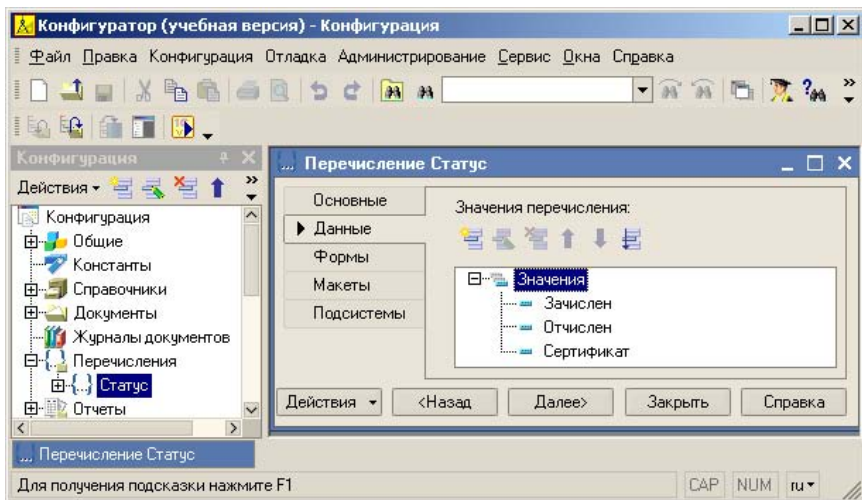 Конфигуратор (учебная версия) - Конфигурация
Файл Правка Конфигурация Отладка Администрирование Сервис Окна Справка
Конфигурация
Действия
Конфигурация
Общие
Константы
Справочники
Документы
Журналы документов
Перечисления
Статус
Отчеты
Перечисление Статус
Основные
Данные
Формы
Макеты
Подсистемы
Значения перечисления:
Значения
Зачислен
Отчислен
Сертификат
Действия <Назад Далее> Закрыть Справка
... Перечисление Статус
Для получения подсказки нажмите F1 CAP NUM ru